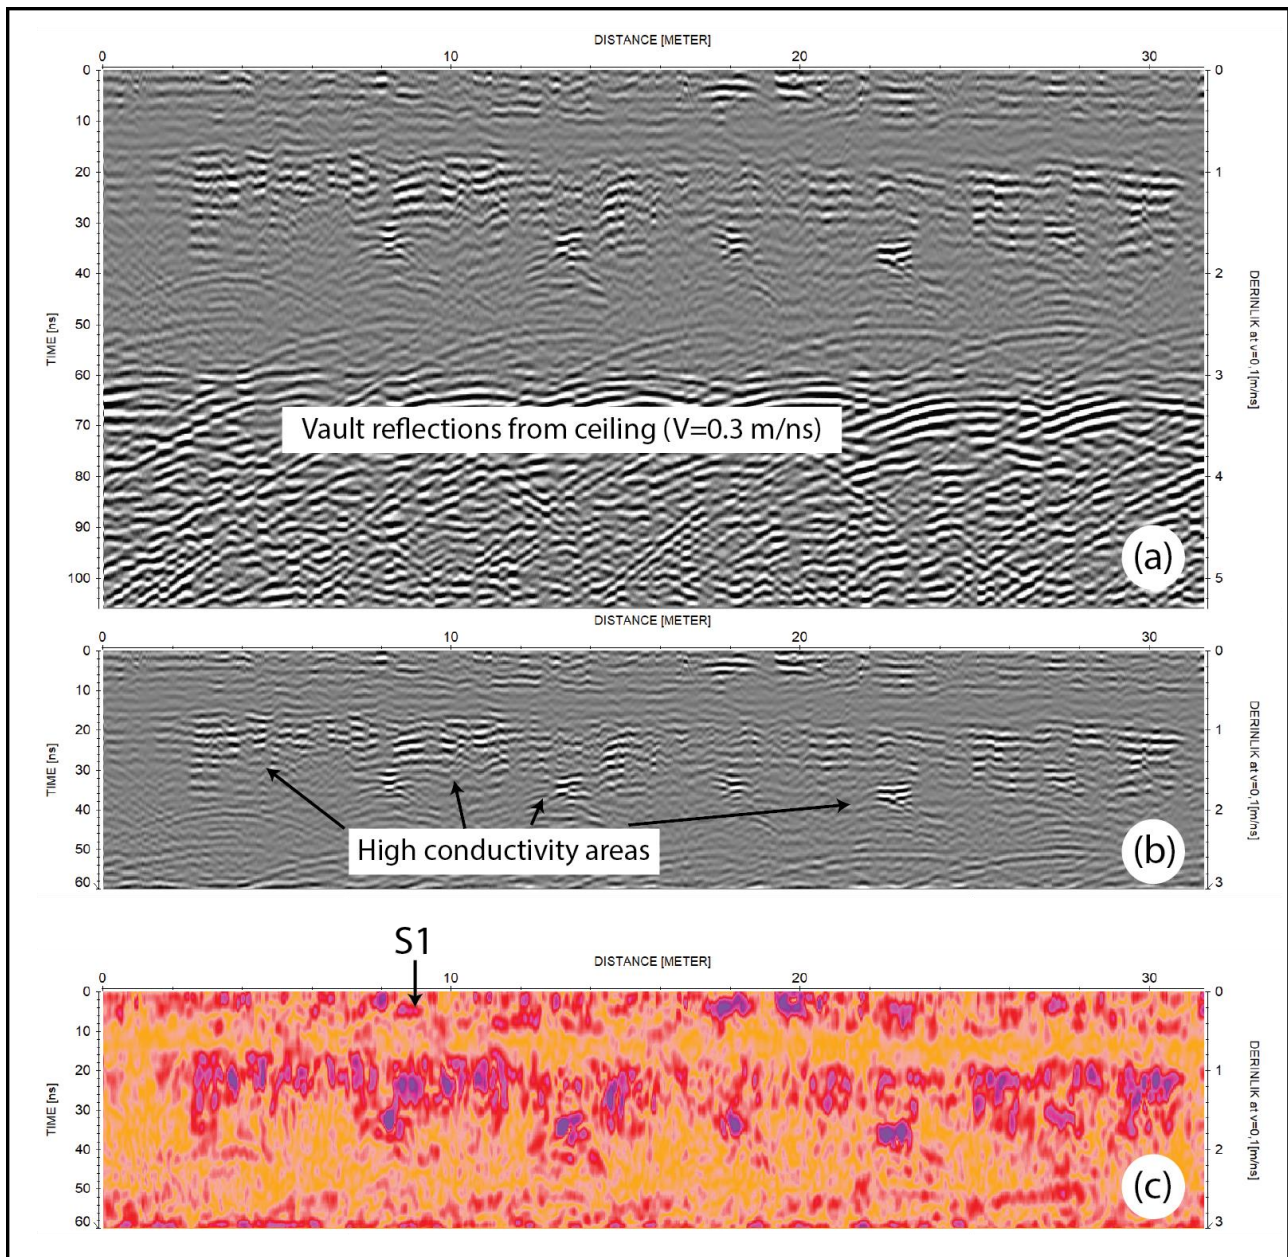 DISTANCE [METER]
0 10 20 30
0 0
10
20 1
30
40 2
50
60 3
70
80 4
90
100 5
TIME [ns]
DERINLIK at v=0,1[m/ns]
Vault reflections from ceiling (V=0.3 m/ns)
(a)
DISTANCE [METER]
0 10 20 30
0 0
10
20 1
30
40 2
50
60 3
TIME [ns]
DERINLIK at v=0,1[m/ns]
High conductivity areas
(b)
S1
DISTANCE [METER]
0 10 20 30
0 0
10
20 1
30
40 2
50
60 3
TIME [ns]
DERINLIK at v=0,1[m/ns]
(c)